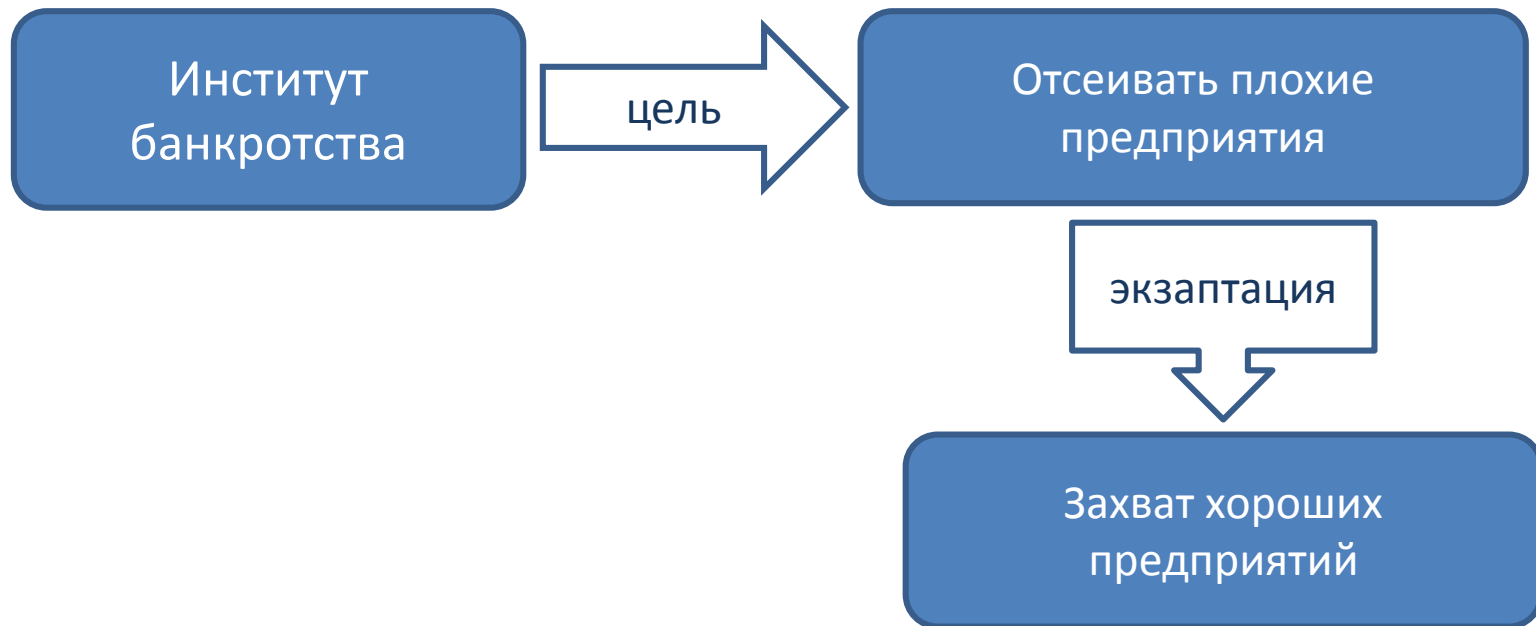 Институт
банкротства
цель
Отсеивать плохие
предприятия
экзаптация
Захват хороших
предприятий